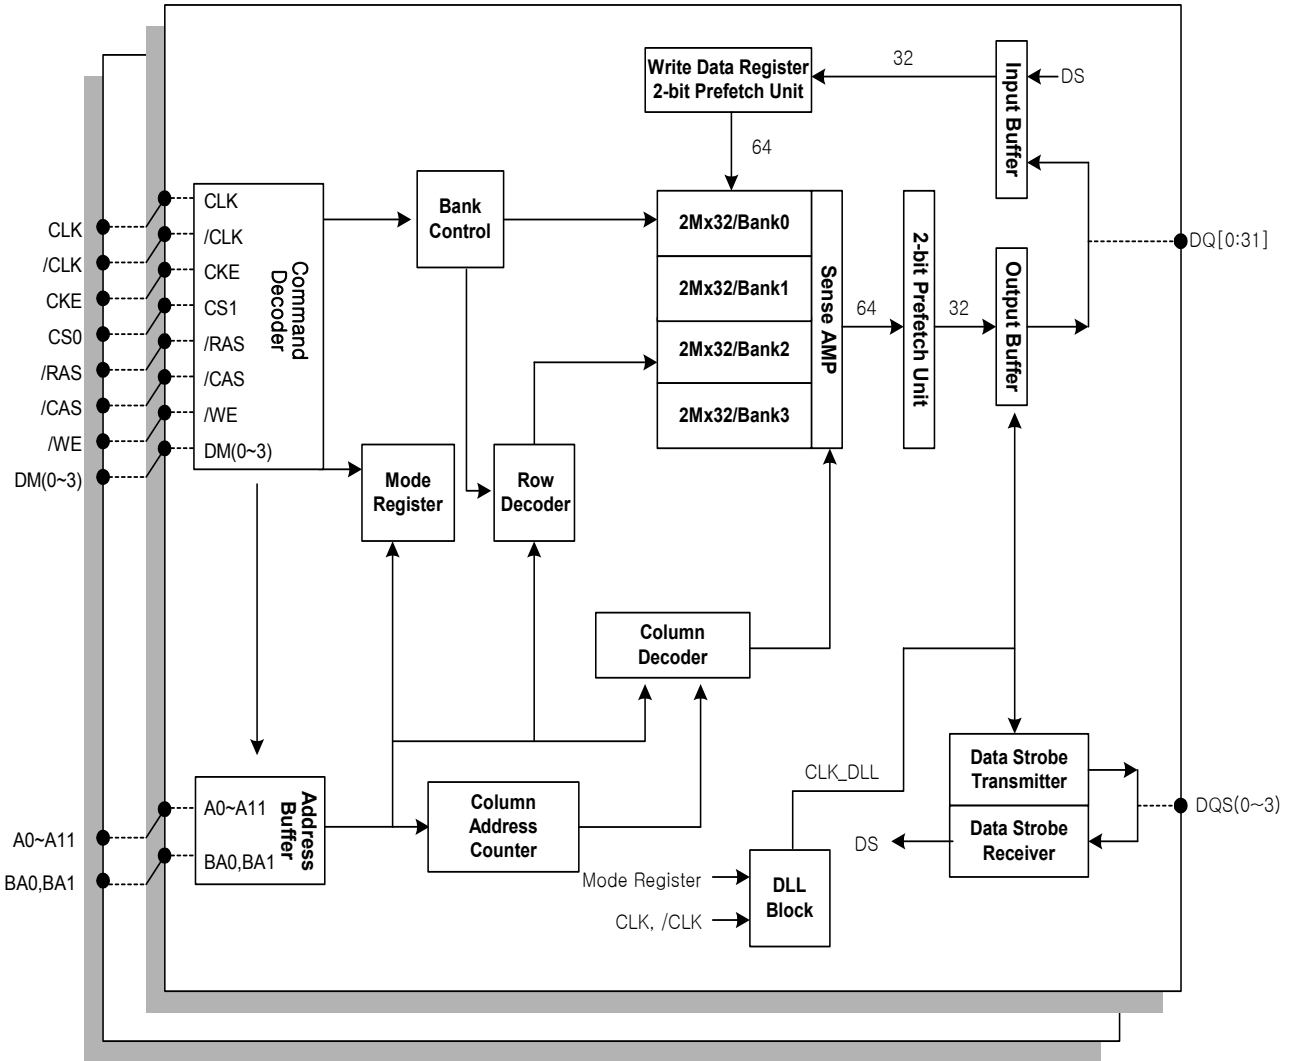 Write Data Register
2-bit Prefetch Unit
32
Input Buffer
DS
64
CLK
/CLK
CKE
CS0
/RAS
/CAS
/WE
DM(0~3)
CLK
/CLK
CKE
CS1
/RAS
/CAS
/WE
DM(0~3)
Command
Decoder
Bank
Control
2Mx32/Bank0
2Mx32/Bank1
2Mx32/Bank2
2Mx32/Bank3
Sense AMP
64
2-bit Prefetch Unit
32
Output Buffer
DQ[0:31]
Mode
Register
Row
Decoder
Column
Decoder
A0~A11
BA0,BA1
A0~A11
BA0,BA1
Address
Buffer
Column
Address
Counter
CLK_DLL
Data Strobe
Transmitter
Data Strobe
Receiver
DS
DQS(0~3)
Mode Register
CLK, /CLK
DLL
Block